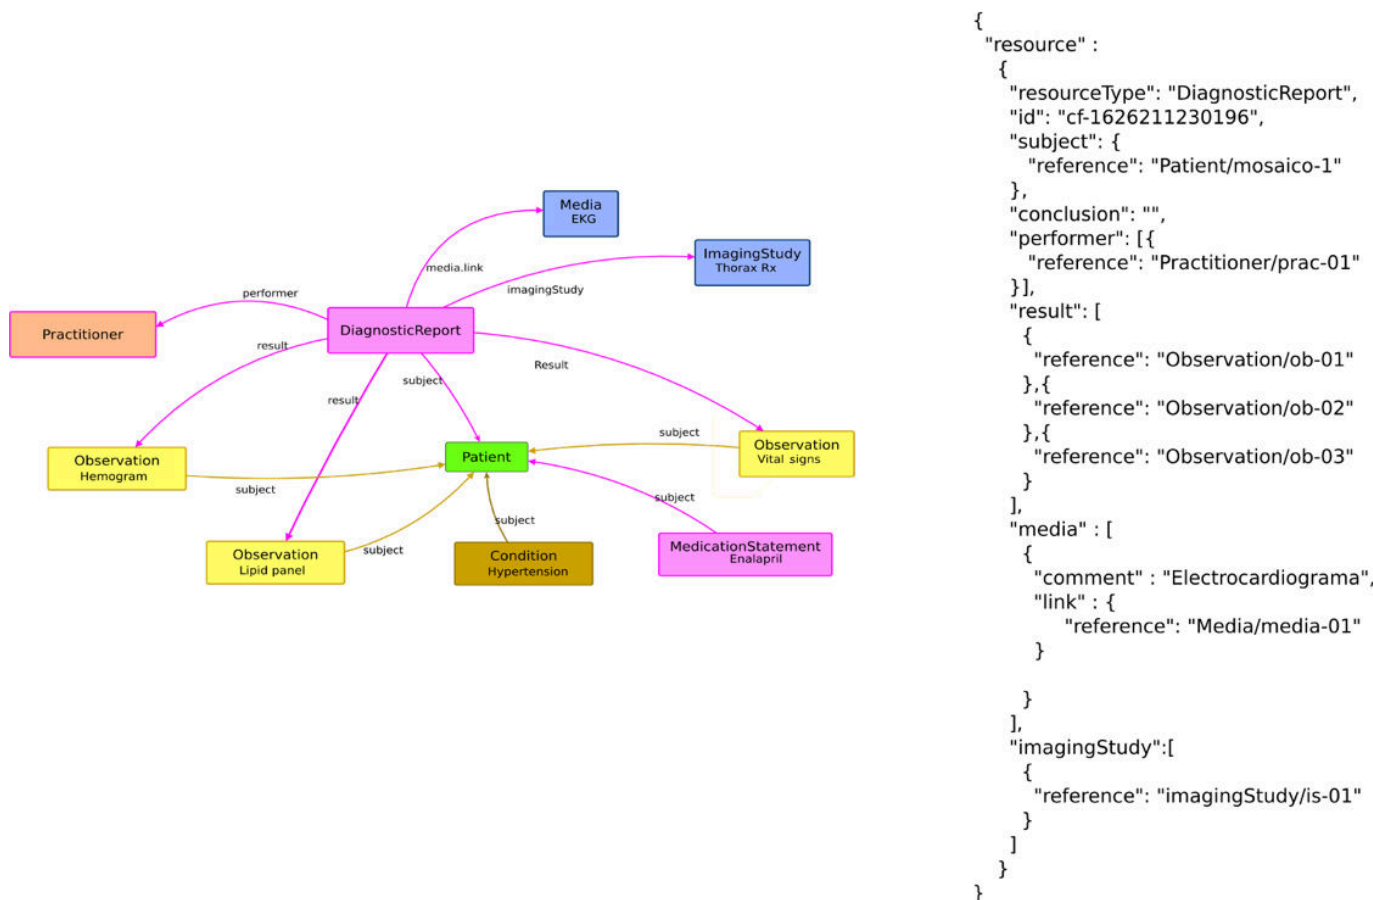 Media
EKG
ImagingStudy
Thorax Rx
media.link
imagingStudy
performer
Practitioner
DiagnosticReport
result
Result
subject
result
subject
Observation
Vital signs
Patient
Observation
Hemogram
subject
subject
subject
subject
MedicationStatement
Enalapril
Observation
Lipid panel
Condition
Hypertension
{
"resource" :
{
"resourceType": "DiagnosticReport",
"id": "cf-1626211230196",
"subject": {
"reference": "Patient/mosaico-1"
},
"conclusion": "",
"performer": [{
"reference": "Practitioner/prac-01"
}],
"result": [
{
"reference": "Observation/ob-01"
},{
"reference": "Observation/ob-02"
},{
"reference": "Observation/ob-03"
}
],
"media" : [
{
"comment" : "Electrocardiograma",
"link" : {
"reference": "Media/media-01"
}
}
],
"imagingStudy":[
{
"reference": "imagingStudy/is-01"
}
]
}
}